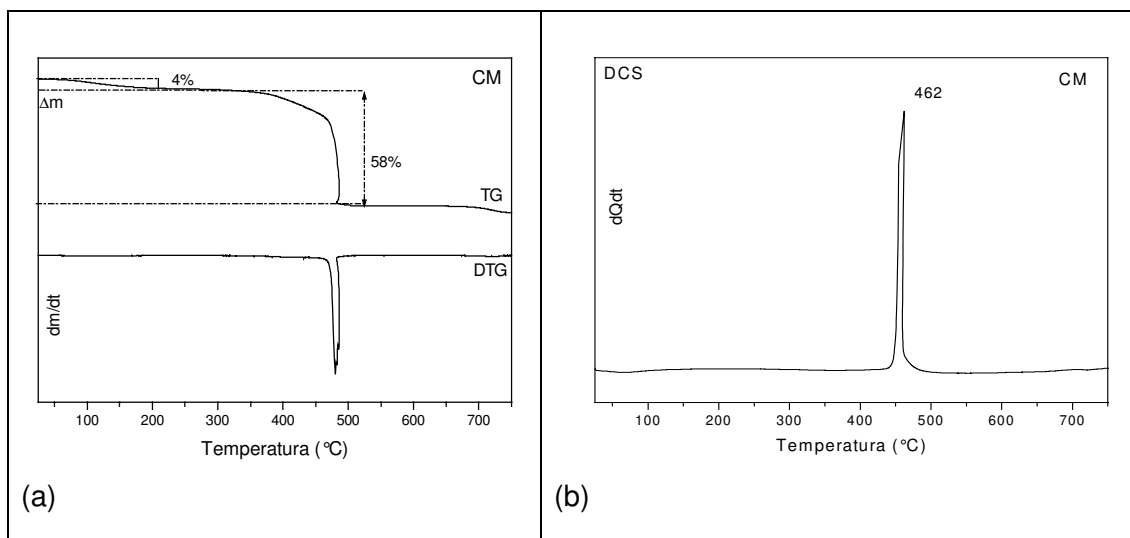 CM
4%
Δm
58%
TG
DTG
dm/dt
100 200 300 400 500 600 700
Temperatura (°C)
(a)
DCS
CM
462
dQdt
100 200 300 400 500 600 700
Temperatura (°C)
(b)